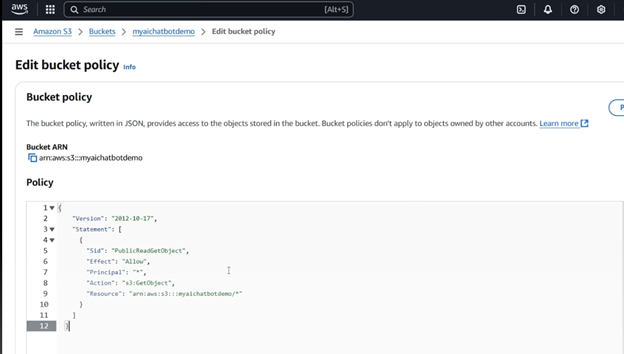 aws
Search [Alt+S]
Amazon S3 > Buckets > myaichatbotdemo > Edit bucket policy
Edit bucket policy Info
Bucket policy
The bucket policy, written in JSON, provides access to the objects stored in the bucket. Bucket policies don't apply to objects owned by other accounts. Learn more
P
Bucket ARN
arn:aws:s3:::myaichatbotdemo
Policy
1 {
2 "Version": "2012-10-17",
3 "Statement": [
4 {
5 "Sid": "PublicReadGetObject",
6 "Effect": "Allow",
7 "Principal": "*",
8 "Action": "s3:GetObject",
9 "Resource": "arn:aws:s3:::myaichatbotdemo/*"
10 }
11 ]
12 }